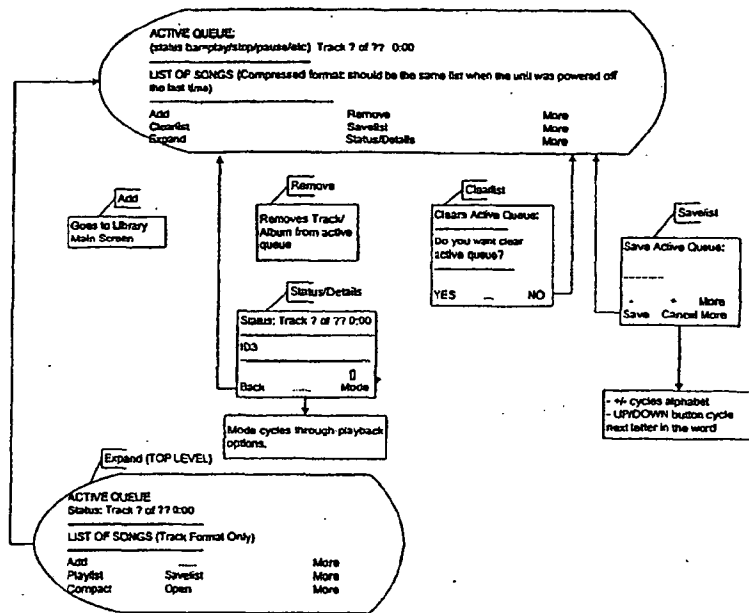 ACTIVE QUEUE:
(status bar=play/stop/pause/etc) Track ? of ?? 0:00
LIST OF SONGS (Compressed format: should be the same list when the unit was powered off
the last time)
Add Remove More
Clearlist Savelist More
Expand Status/Details More
Add
Goes to Library
Main Screen
Remove
Removes Track/
Album from active
queue
Clearlist
Clears Active Queue:
Do you want clear
active queue?
YES NO
Savelist
Save Active Queue:
- + More
Save Cancel More
- +/- cycles alphabet
- UP/DOWN button cycle
next letter in the word
Status/Details
Status: Track ? of ?? 0:00
ID3
Back Mode
Mode cycles through playback
options.
Expand (TOP LEVEL)
ACTIVE QUEUE
Status: Track ? of ?? 0:00
LIST OF SONGS (Track Format Only)
Add More
Playlist Savelist More
Compact Open More